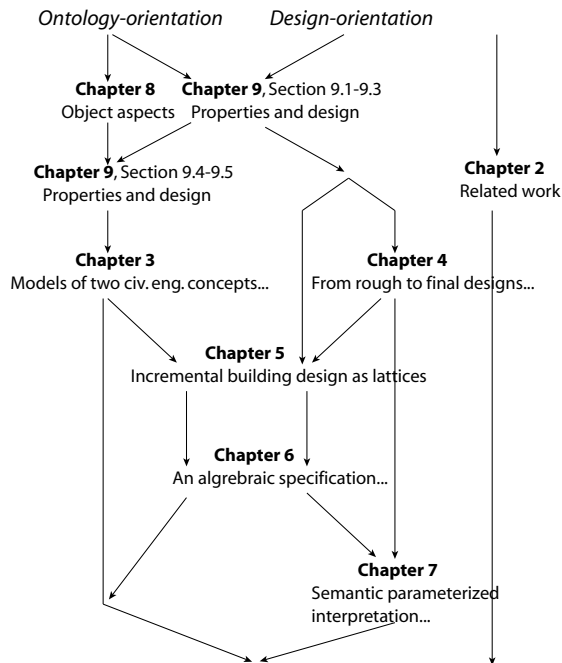 Ontology-orientation
Design-orientation
Chapter 8
Object aspects
Chapter 9, Section 9.1-9.3
Properties and design
Chapter 9, Section 9.4-9.5
Properties and design
Chapter 2
Related work
Chapter 3
Models of two civ. eng. concepts...
Chapter 4
From rough to final designs...
Chapter 5
Incremental building design as lattices
Chapter 6
An algrebraic specification...
Chapter 7
Semantic parameterized
interpretation...